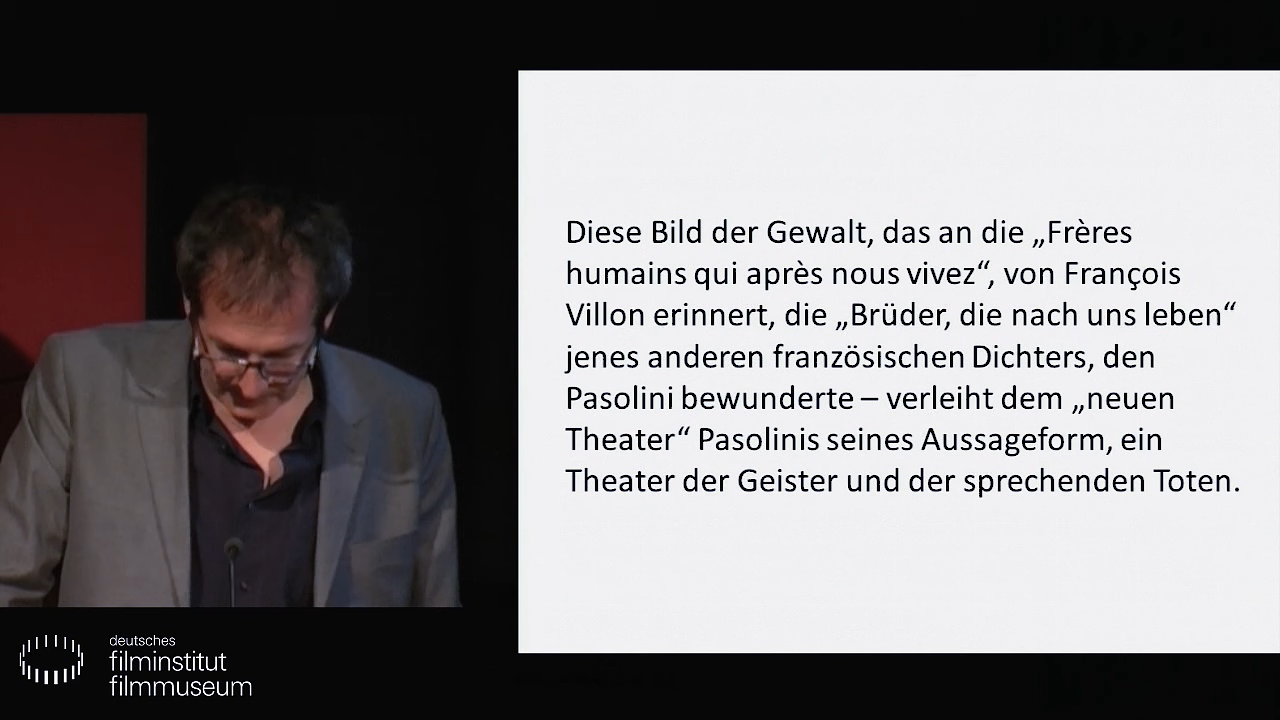 Diese Bild der Gewalt, das an die „Frères
humains qui après nous vivez“, von François
Villon erinnert, die „Brüder, die nach uns leben“
jenes anderen französischen Dichters, den
Pasolini bewunderte – verleiht dem „neuen
Theater“ Pasolinis seines Aussageform, ein
Theater der Geister und der sprechenden Toten.
deutsches
filminstitut
filmmuseum